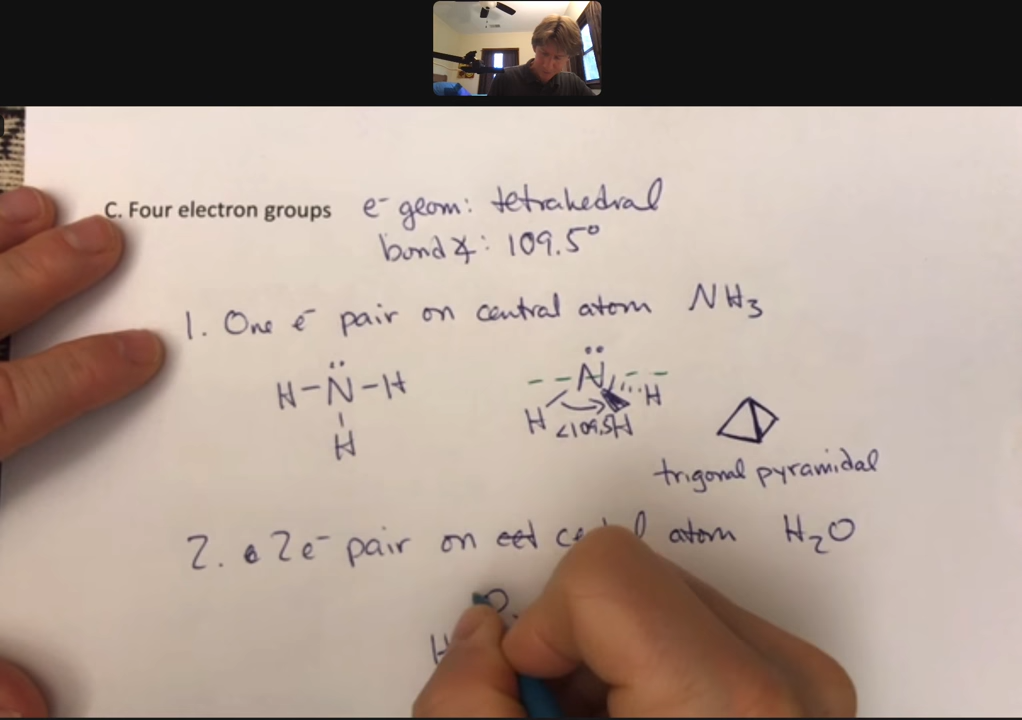 C. Four electron groups e⁻ geom: tetrahedral
bond ∡: 109.5°
1. One e⁻ pair on central atom NH₃
H-N̈-H
H
N
H H H
<109.5
trigonal pyramidal
2. 2e⁻ pair on atom H₂O
O
H